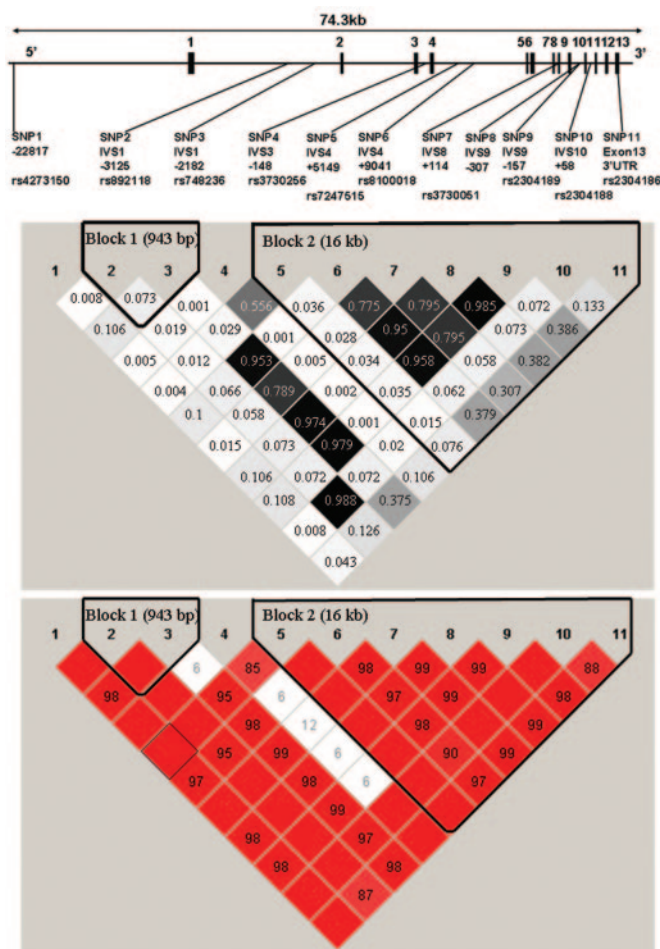 74.3kb
5' 1 2 3 4 56 78 9 10 11 12 13 3'
SNP1 SNP2 SNP3 SNP4 SNP5 SNP6 SNP7 SNP8 SNP9 SNP10 SNP11
-22817 IVS1 IVS1 IVS3 IVS4 IVS4 IVS8 IVS9 IVS9 IVS10 Exon13
-3125 -2182 -148 +5149 +9041 +114 -307 -157 +58 3'UTR
rs4273150 rs892118 rs748236 rs3730256 rs8100018 rs2304189 rs2304186
rs7247515 rs3730051 rs2304188
Block 1 (943 bp) Block 2 (16 kb)
1 2 3 4 5 6 7 8 9 10 11
0.008 0.073 0.001 0.556 0.036 0.775 0.795 0.985 0.072 0.133
0.106 0.019 0.029 0.001 0.028 0.95 0.795 0.073 0.386
0.005 0.012 0.953 0.005 0.034 0.958 0.058 0.382
0.004 0.066 0.789 0.002 0.035 0.062 0.307
0.1 0.058 0.974 0.001 0.015 0.379
0.015 0.073 0.979 0.02 0.076
0.106 0.072 0.072 0.106
0.108 0.988 0.375
0.008 0.126
0.043
Block 1 (943 bp) Block 2 (16 kb)
1 2 3 4 5 6 7 8 9 10 11
6 85 98 99 99 88
98 95 6 97 98
98 12 98 99
95 99 6 90 99
97 98 6 97
99
98 97
98 98
87